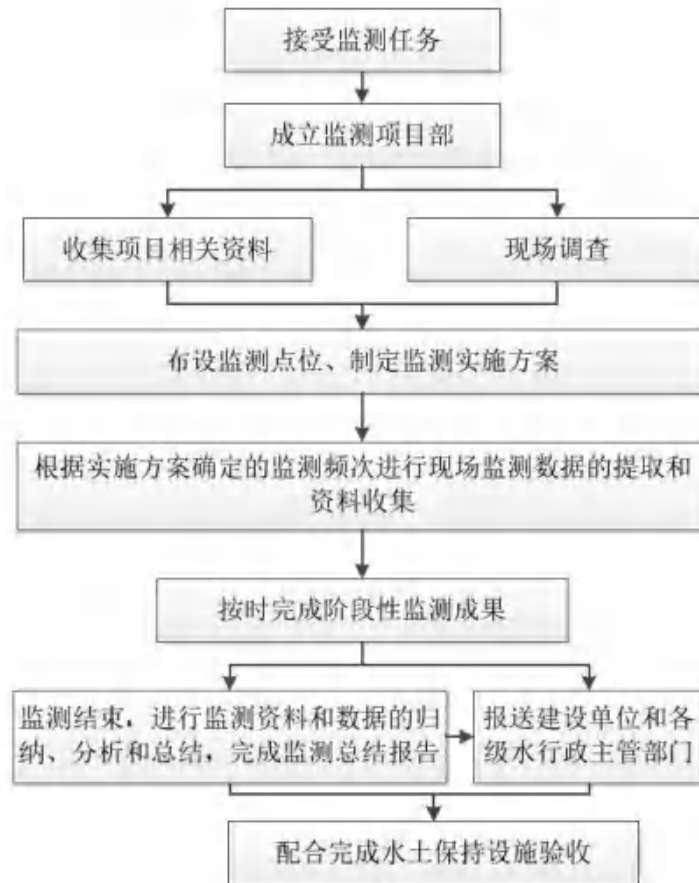 接受监测任务
成立监测项目部
收集项目相关资料
现场调查
布设监测点位、制定监测实施方案
根据实施方案确定的监测频次进行现场监测数据的提取和
资料收集
按时完成阶段性监测成果
监测结束，进行监测资料和数据的归
纳、分析和总结，完成监测总结报告
报送建设单位和各
级水行政主管部门
配合完成水土保持设施验收